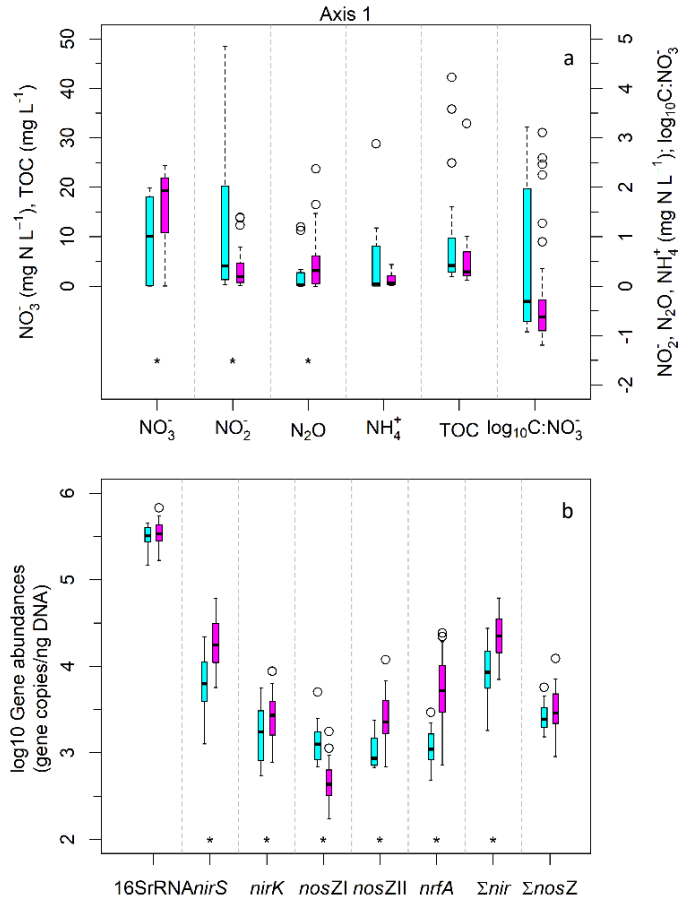 Axis 1
a
50
40
30
20
10
0
NO₃⁻ (mg N L⁻¹), TOC (mg L⁻¹)
5
4
3
2
1
0
-1
-2
NO₂⁻, N₂O, NH₄⁺ (mg N L⁻¹); log₁₀C:NO₃⁻
* * *
NO₃⁻ NO₂⁻ N₂O NH₄⁺ TOC log₁₀C:NO₃⁻
b
6
5
4
3
2
log10 Gene abundances
(gene copies/ng DNA)
* * * * * *
16SrRNA nirS nirK nosZI nosZII nrfA Σnir ΣnosZ